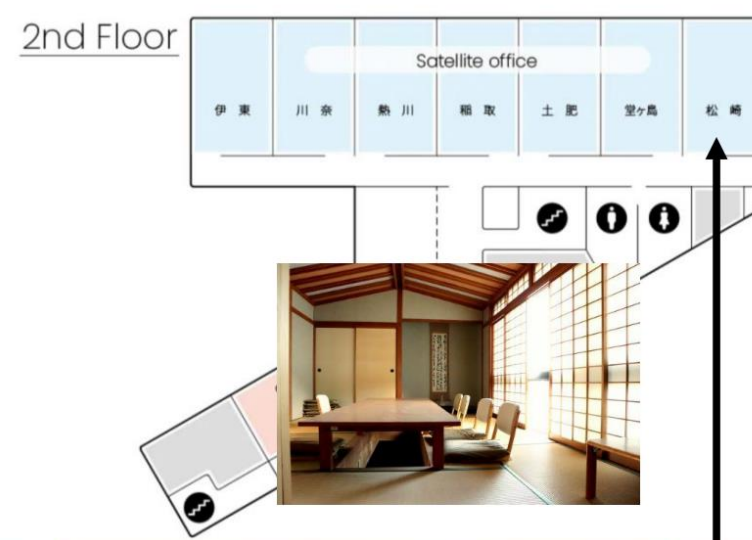 2nd Floor
Satellite office
伊東
川奈
熱川
稲取
土肥
堂ヶ島
松崎